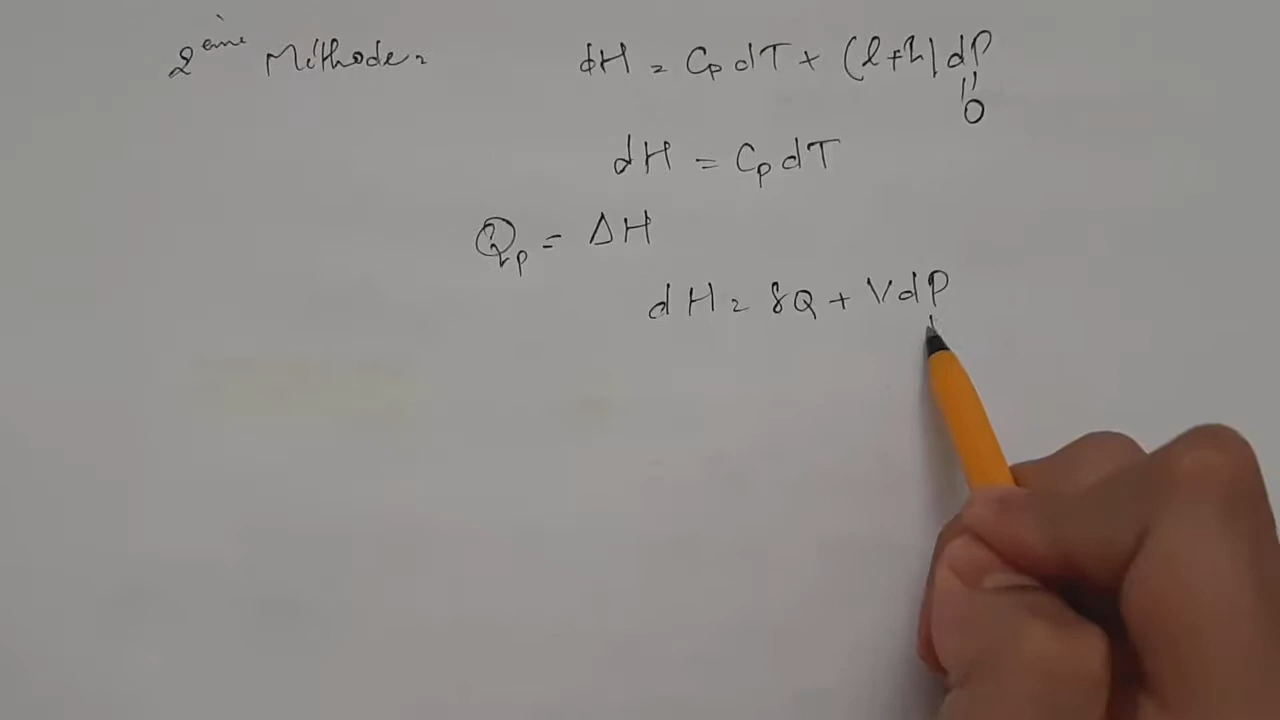 2ème Méthode:
dH = Cp dT + (l+h) dP
"
0
dH = Cp dT
Qp = ΔH
dH = δQ + VdP